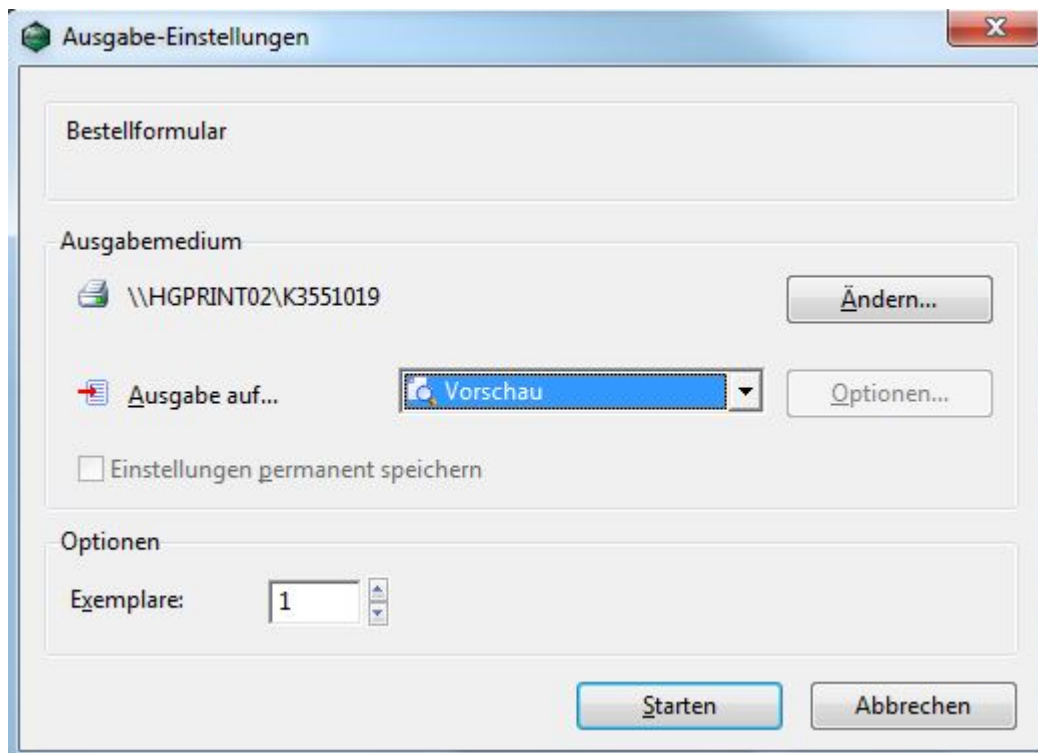 Ausgabe-Einstellungen
Bestellformular
Ausgabemedium
\\HGPRINT02\K3551019
Ändern...
Ausgabe auf...
Vorschau
Optionen...
Einstellungen permanent speichern
Optionen
Exemplare:
1
Starten
Abbrechen